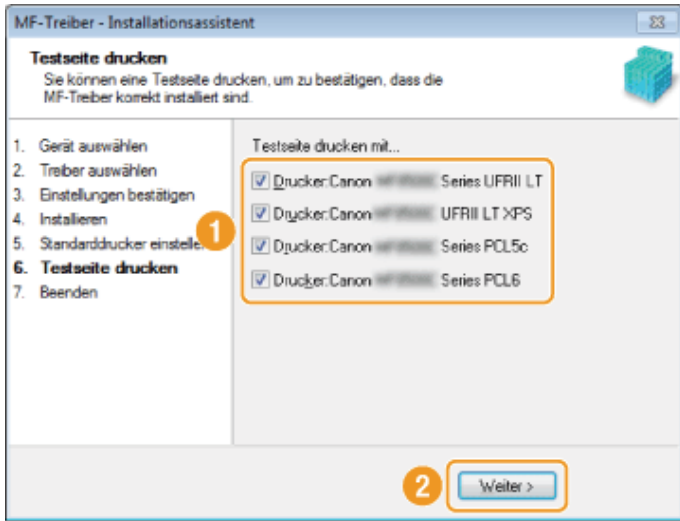 MF-Treiber - Installationsassistent
Testseite drucken
Sie können eine Testseite drucken, um zu bestätigen, dass die
MF-Treiber korrekt installiert sind.
1. Gerät auswählen
2. Treiber auswählen
3. Einstellungen bestätigen
4. Installieren
5. Standarddrucker einstelle
6. Testseite drucken
7. Beenden
Testseite drucken mit...
Drucker:Canon Series UFRII LT
Drucker:Canon UFRII LT XPS
Drucker:Canon Series PCL5c
Drucker:Canon Series PCL6
1
2
Weiter >